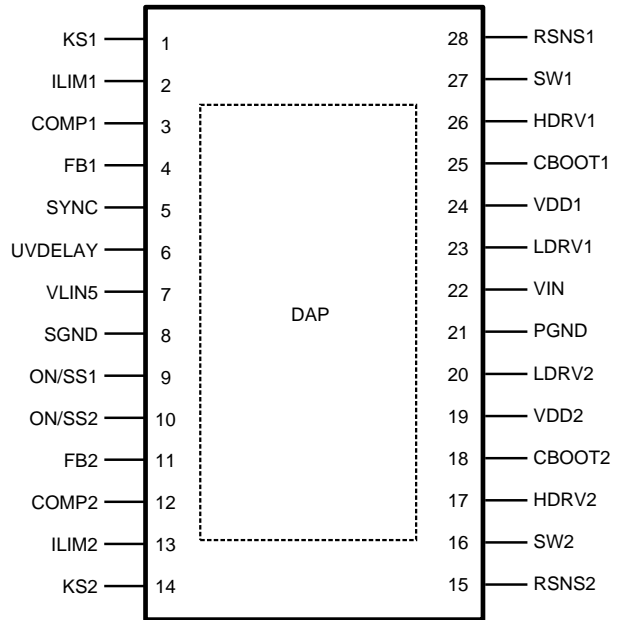 KS1 1 28 RSNS1
ILIM1 2 27 SW1
COMP1 3 26 HDRV1
FB1 4 25 CBOOT1
SYNC 5 24 VDD1
UVDELAY 6 23 LDRV1
VLIN5 7 22 VIN
DAP
SGND 8 21 PGND
ON/SS1 9 20 LDRV2
ON/SS2 10 19 VDD2
FB2 11 18 CBOOT2
COMP2 12 17 HDRV2
ILIM2 13 16 SW2
KS2 14 15 RSNS2